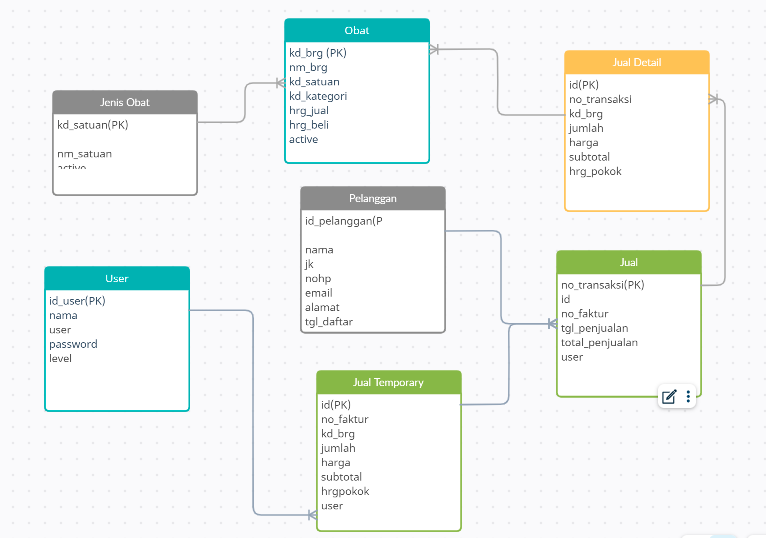 Obat
kd_brg (PK)
nm_brg
kd_satuan
kd_kategori
hrg_jual
hrg_beli
active
Jual Detail
id(PK)
no_transaksi
kd_brg
jumlah
harga
subtotal
hrg_pokok
Jenis Obat
kd_satuan(PK)
nm_satuan
active
Pelanggan
id_pelanggan(P
nama
jk
nohp
email
alamat
tgl_daftar
Jual
no_transaksi(PK)
id
no_faktur
tgl_penjualan
total_penjualan
user
User
id_user(PK)
nama
user
password
level
Jual Temporary
id(PK)
no_faktur
kd_brg
jumlah
harga
subtotal
hrgpokok
user